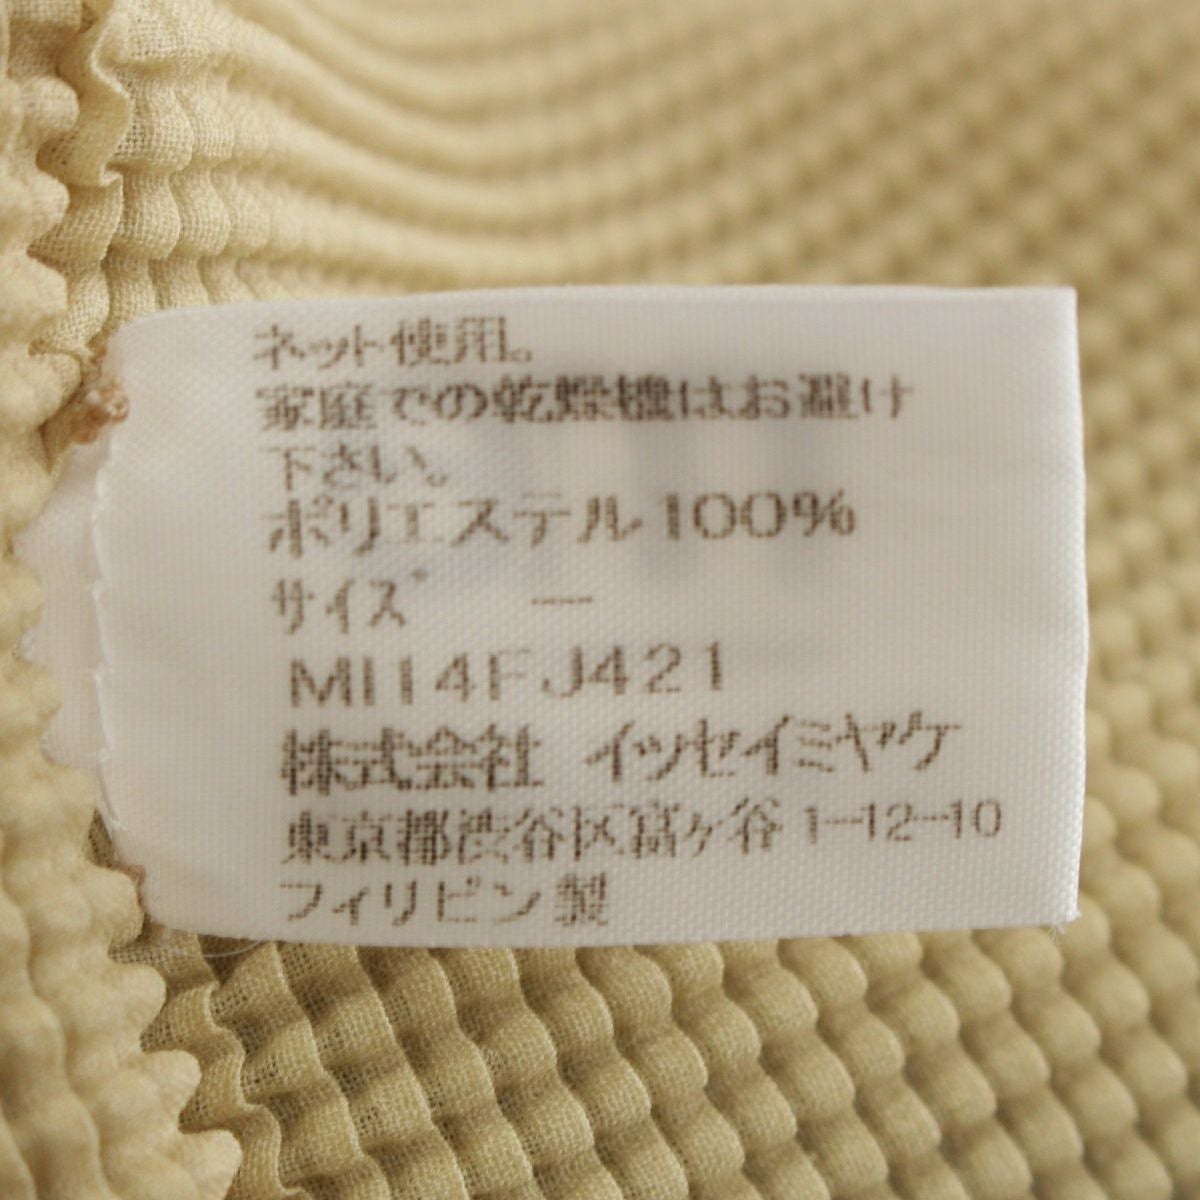 ネット使用。
家庭での乾燥機はお避け
下さい。
ポリエステル100%
サイズ ―
MI14FJ421
株式会社 イッセイミヤケ
東京都渋谷区富ヶ谷1-12-10
フィリピン製